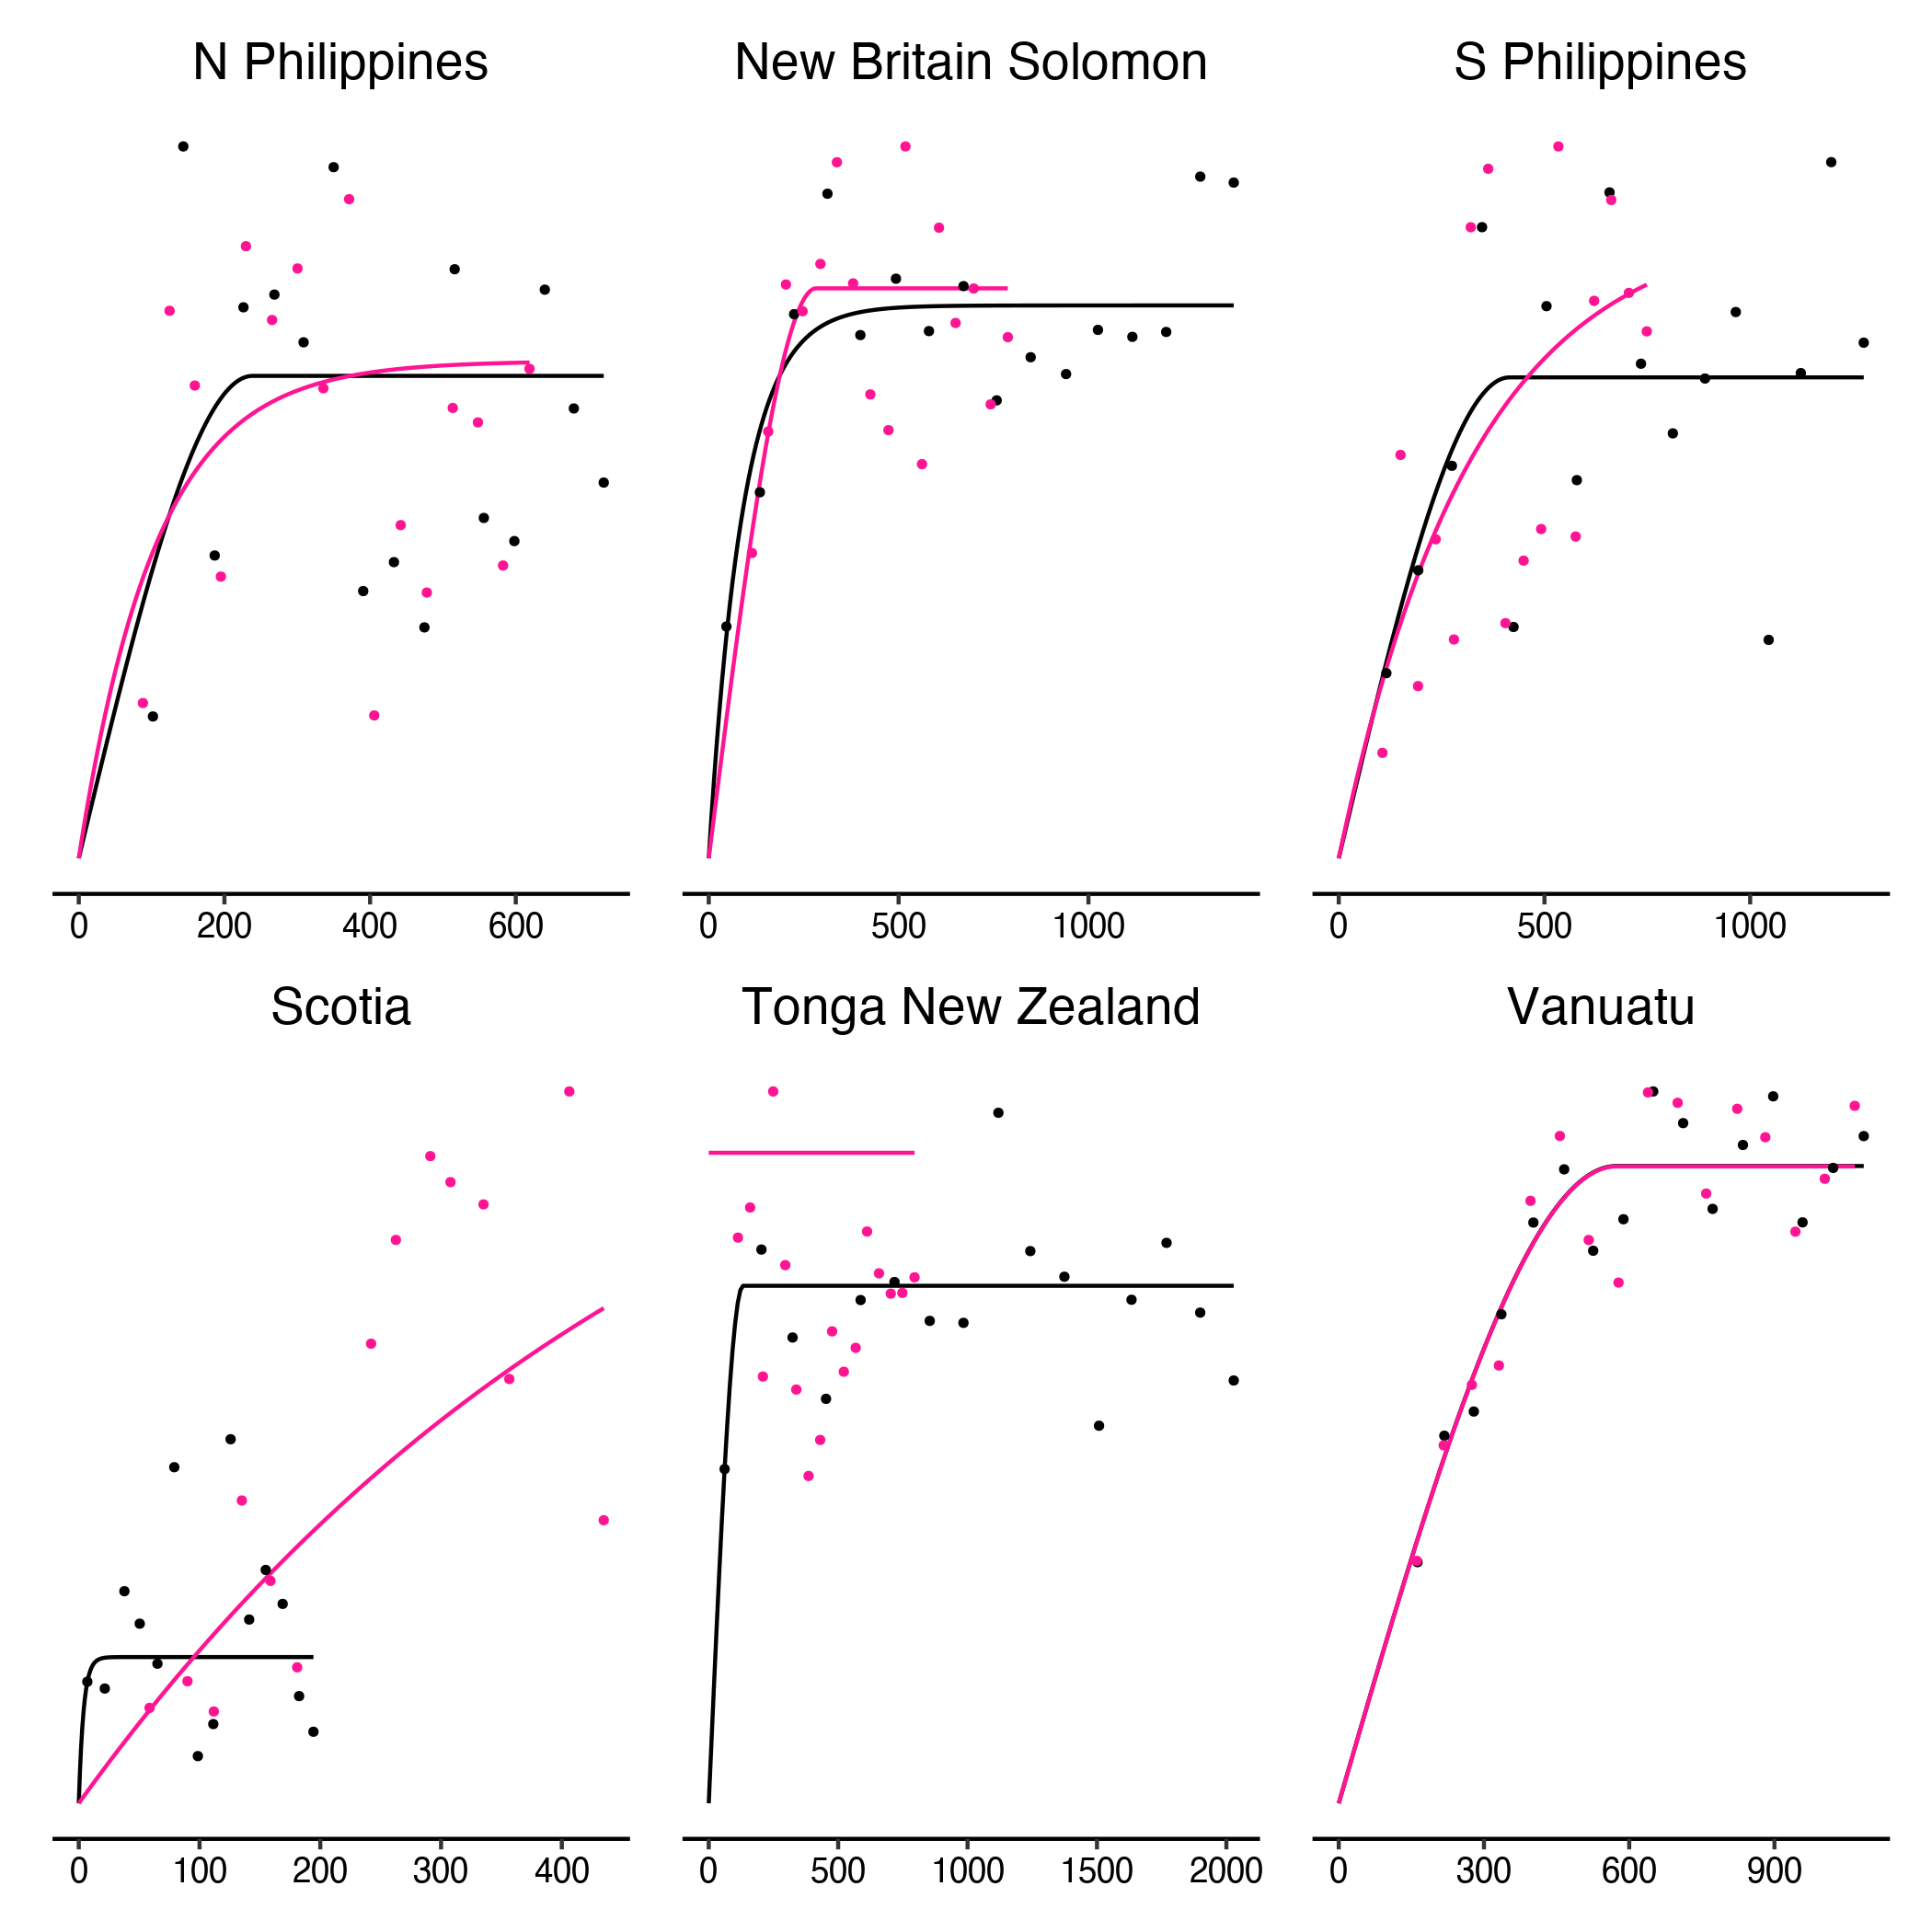 N Philippines
New Britain Solomon
S Philippines
0 200 400 600
0 500 1000
0 500 1000
Scotia
Tonga New Zealand
Vanuatu
0 100 200 300 400
0 500 1000 1500 2000
0 300 600 900